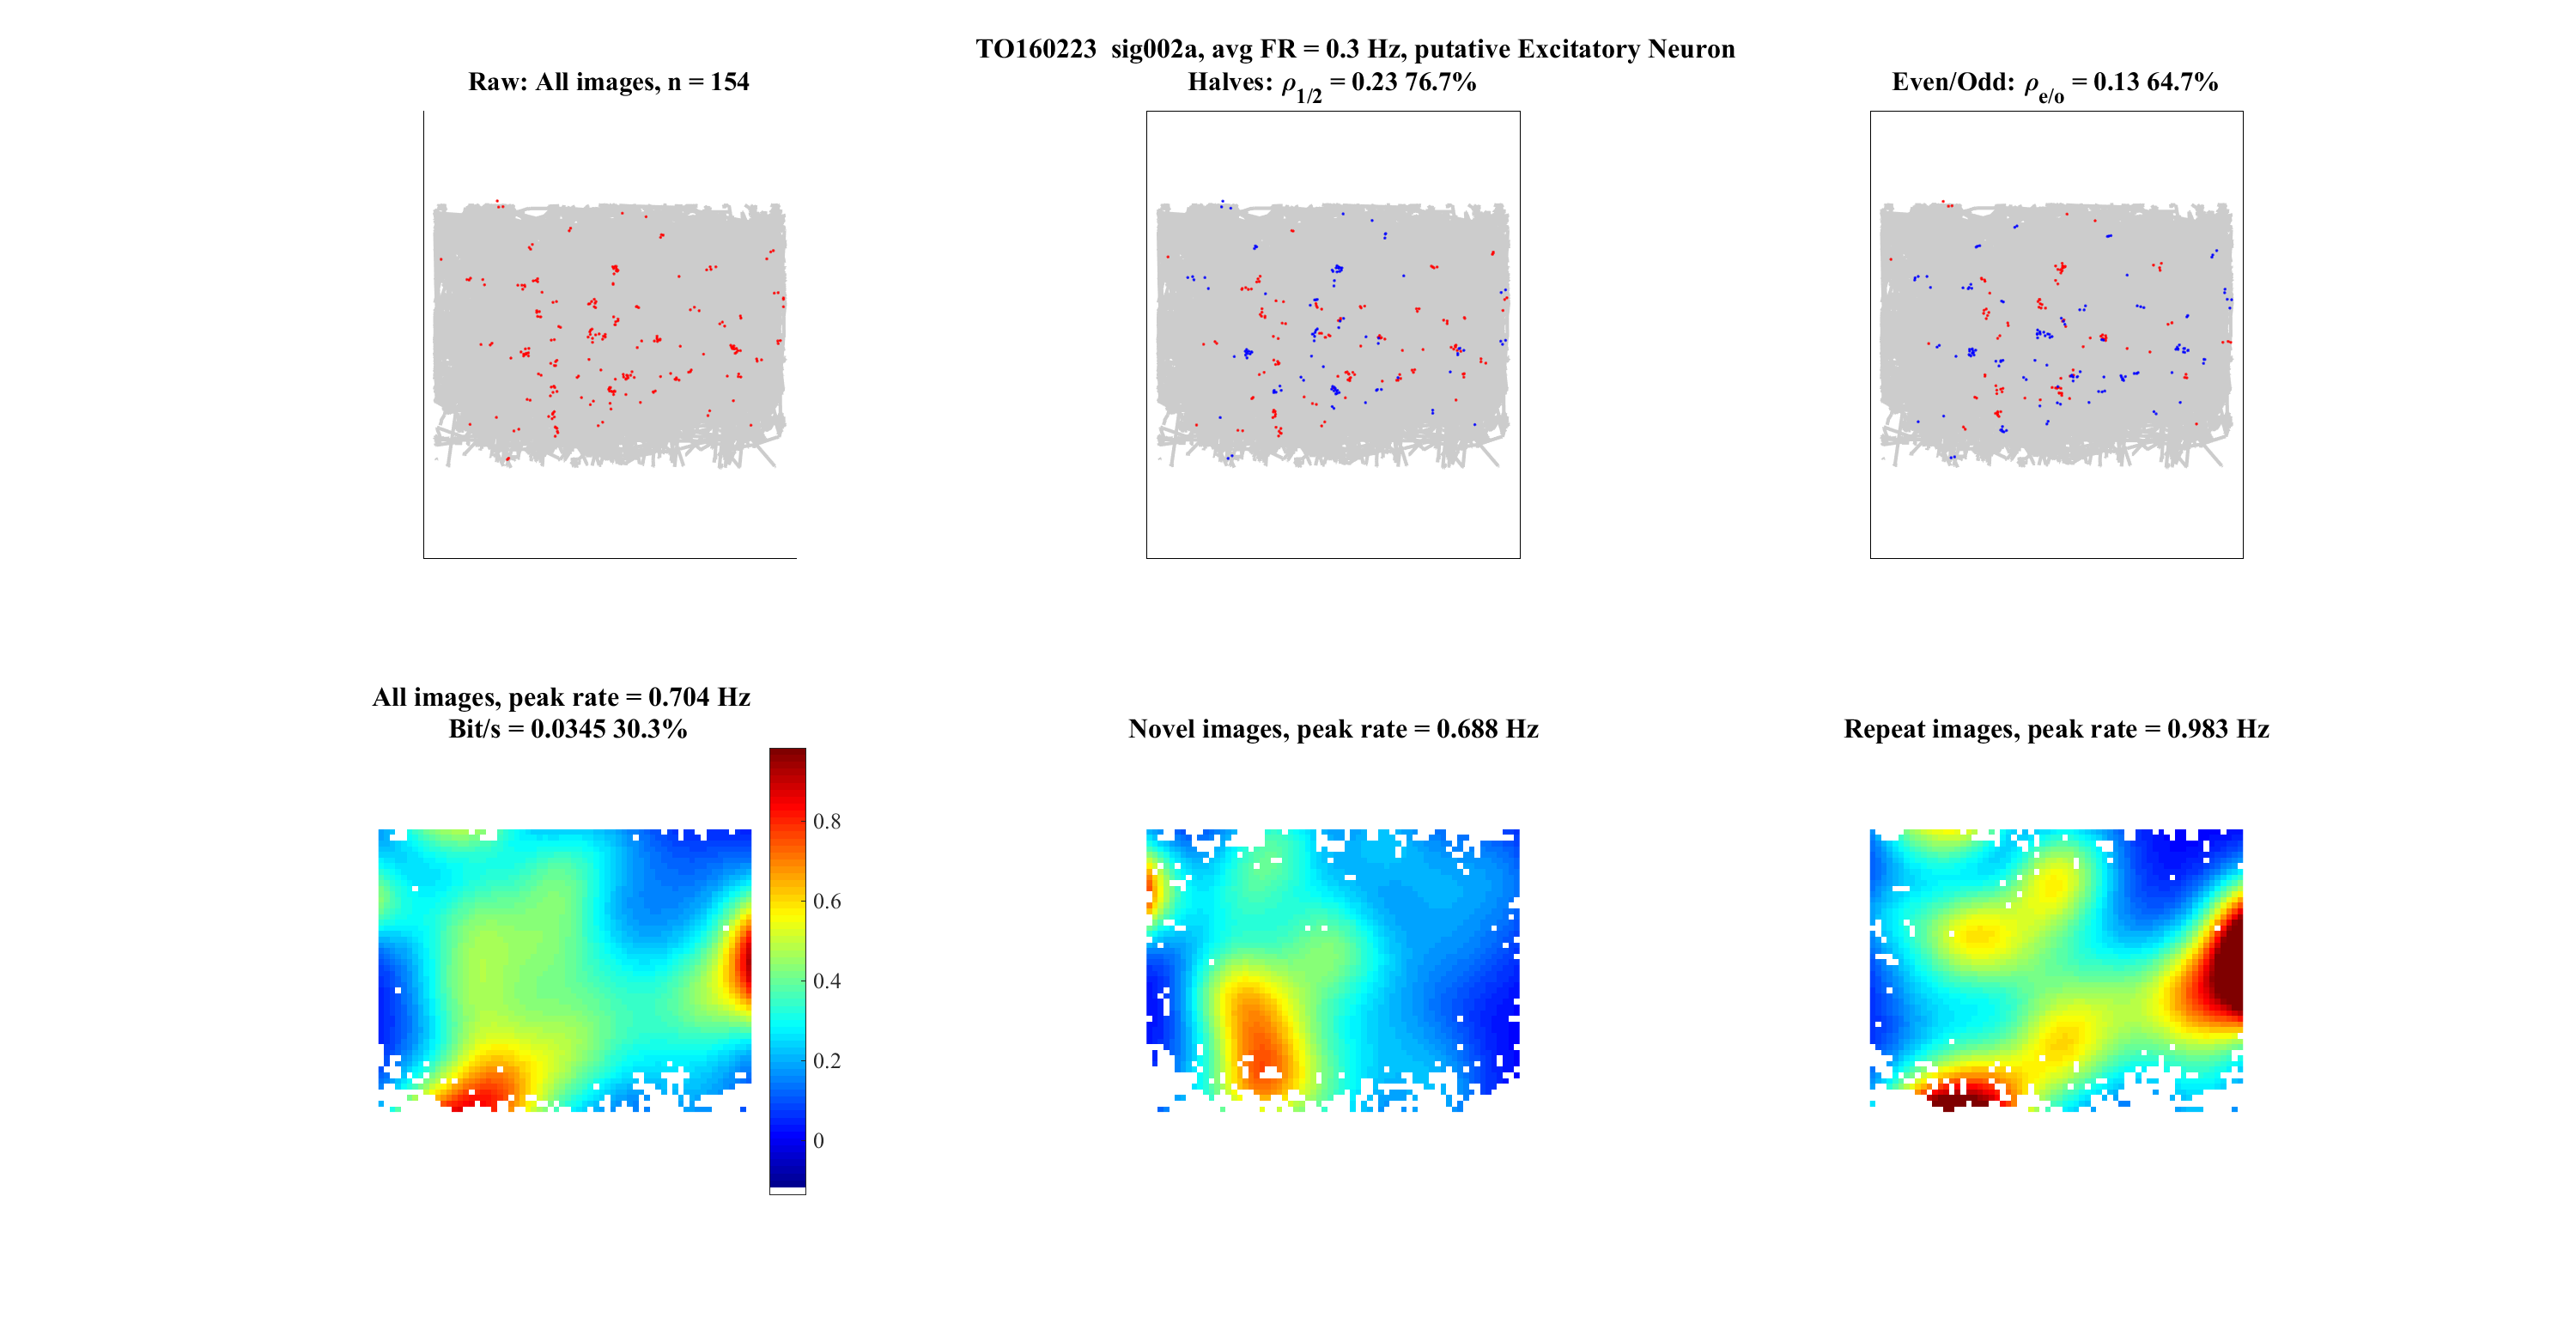 TO160223 sig002a, avg FR = 0.3 Hz, putative Excitatory Neuron
Raw: All images, n = 154
Halves: ρ1/2 = 0.23 76.7%
Even/Odd: ρe/o = 0.13 64.7%
All images, peak rate = 0.704 Hz
Bit/s = 0.0345 30.3%
Novel images, peak rate = 0.688 Hz
Repeat images, peak rate = 0.983 Hz
0.8
0.6
0.4
0.2
0